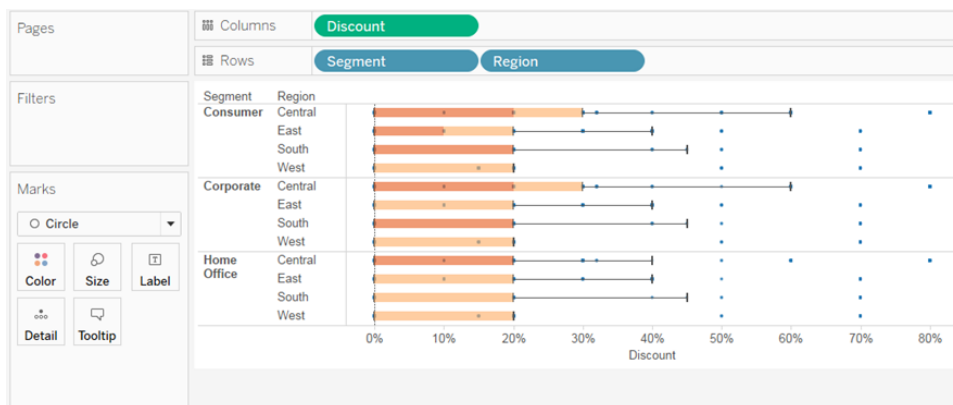 Pages
Columns
Discount
Rows
Segment
Region
Filters
Marks
Circle
Color
Size
Label
Detail
Tooltip
Segment
Region
Consumer
Central
East
South
West
Corporate
Central
East
South
West
Home
Office
Central
East
South
West
0% 10% 20% 30% 40% 50% 60% 70% 80%
Discount